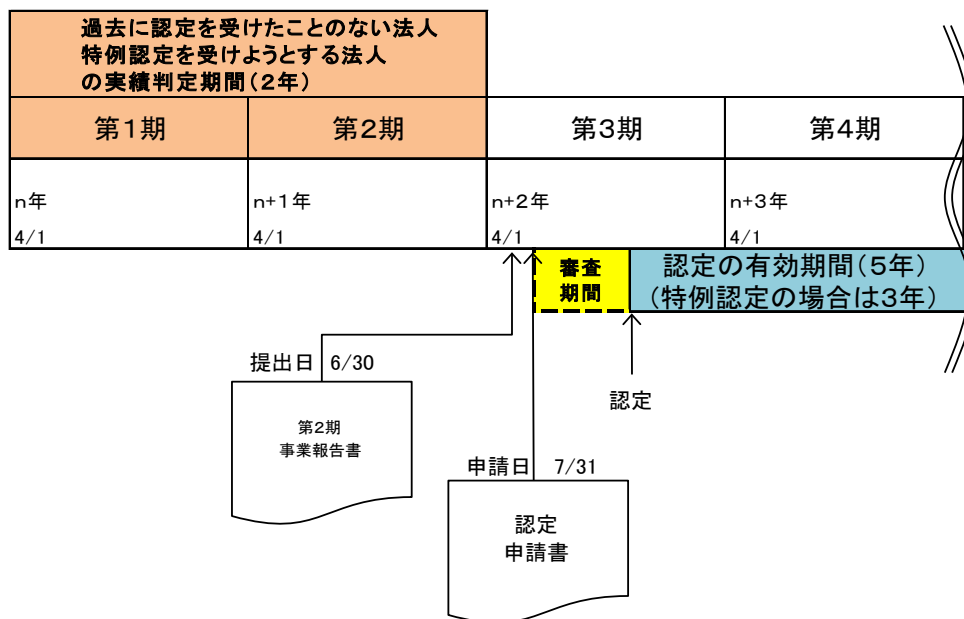 過去に認定を受けたことのない法人
特例認定を受けようとする法人
の実績判定期間(2年)
第1期
第2期
第3期
第4期
n年
4/1
n+1年
4/1
n+2年
4/1
n+3年
4/1
審査
期間
認定の有効期間(5年)
(特例認定の場合は3年)
提出日 6/30
認定
第2期
事業報告書
申請日 7/31
認定
申請書